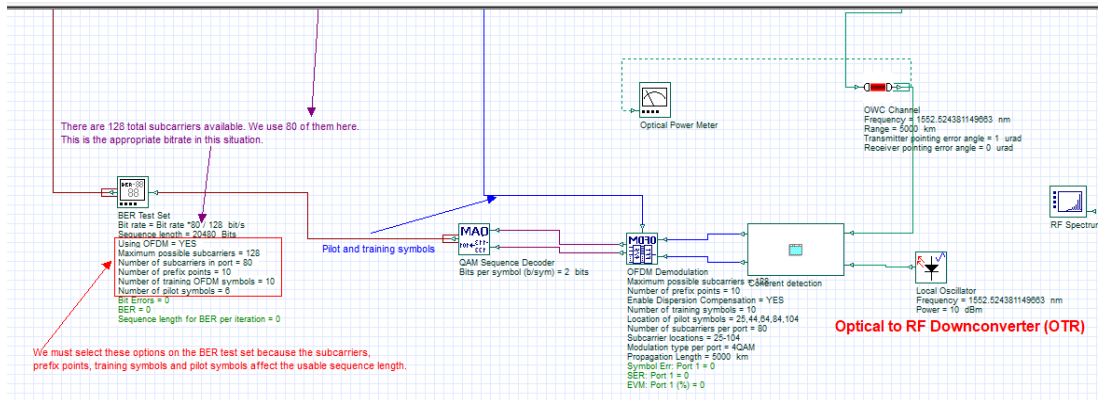 There are 128 total subcarriers available. We use 80 of them here.
This is the appropriate bitrate in this situation.
Optical Power Meter
OWC Channel
Frequency = 1552.524381149663 nm
Range = 5000 km
Transmitter pointing error angle = 1 urad
Receiver pointing error angle = 0 urad
BER Test Set
Bit rate = Bit rate *80 / 128 bit/s
Sequence length = 20480 Bits
Using OFDM = YES
Maximum possible subcarriers = 128
Number of subcarriers in port = 80
Number of prefix points = 10
Number of training OFDM symbols = 10
Number of pilot symbols = 6
Bit Errors = 0
BER = 0
Sequence length for BER per iteration = 0
Pilot and training symbols
QAM Sequence Decoder
Bits per symbol (b/sym) = 2 bits
OFDM Demodulation
Maximum possible subcarriers = 128
Number of prefix points = 10
Enable Dispersion Compensation = YES
Number of training symbols = 10
Location of pilot symbols = 25,44,64,84,104
Number of subcarriers per port = 80
Subcarrier locations = 25-104
Modulation type per port = 4QAM
Propagation Length = 5000 km
Symbol Err: Port 1 = 0
SER: Port 1 = 0
EVM: Port 1 (%) = 0
Coherent detection
RF Spectrum
Local Oscillator
Frequency = 1552.524381149663 nm
Power = 10 dBm
Optical to RF Downconverter (OTR)
We must select these options on the BER test set because the subcarriers,
prefix points, training symbols and pilot symbols affect the usable sequence length.